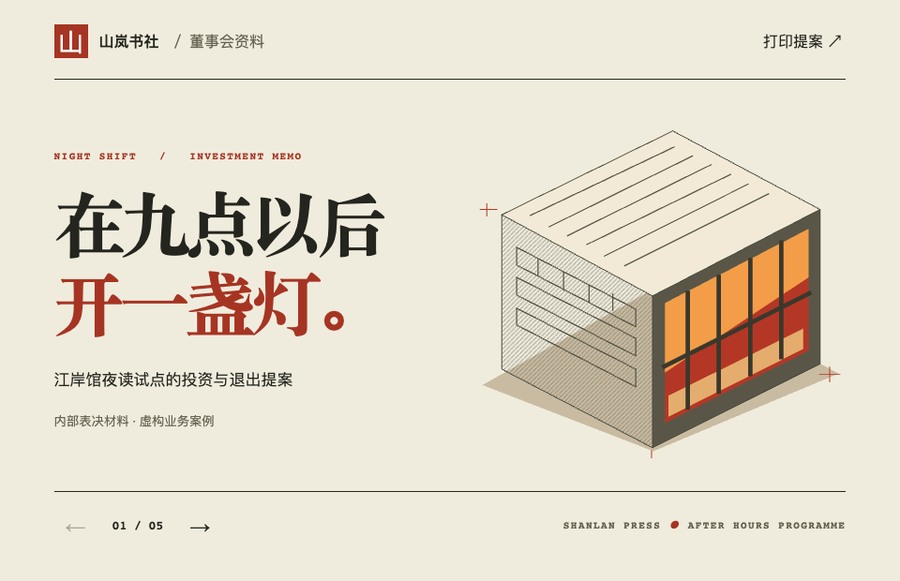 山 山岚书社 / 董事会资料
打印提案 ↗
NIGHT SHIFT / INVESTMENT MEMO
在九点以后
开一盏灯。
江岸馆夜读试点的投资与退出提案
内部表决材料 · 虚构业务案例
← 01 / 05 →
SHANLAN PRESS ● AFTER HOURS PROGRAMME